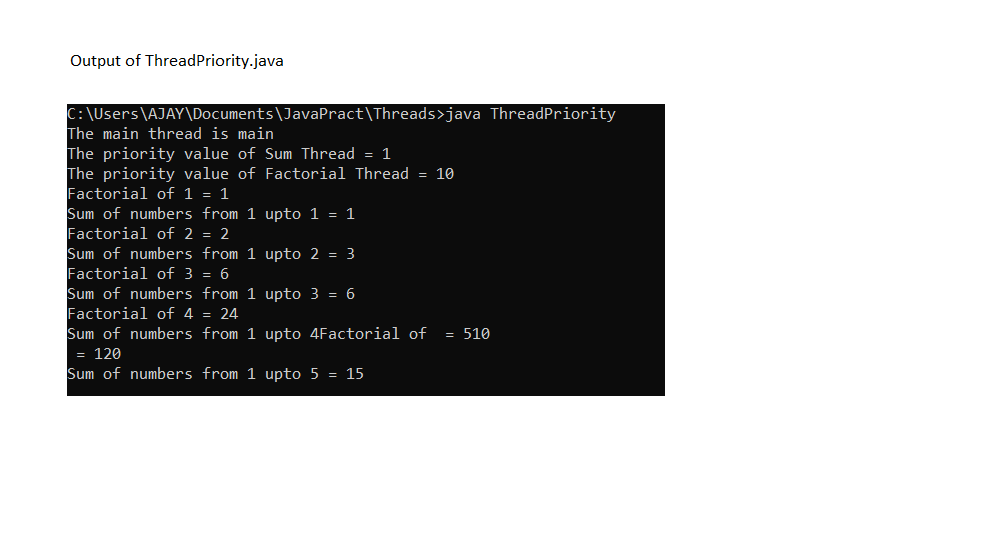 Output of ThreadPriority.java
C:\Users\AJAY\Documents\JavaPract\Threads>java ThreadPriority
The main thread is main
The priority value of Sum Thread = 1
The priority value of Factorial Thread = 10
Factorial of 1 = 1
Sum of numbers from 1 upto 1 = 1
Factorial of 2 = 2
Sum of numbers from 1 upto 2 = 3
Factorial of 3 = 6
Sum of numbers from 1 upto 3 = 6
Factorial of 4 = 24
Sum of numbers from 1 upto 4Factorial of  = 510
 = 120
Sum of numbers from 1 upto 5 = 15